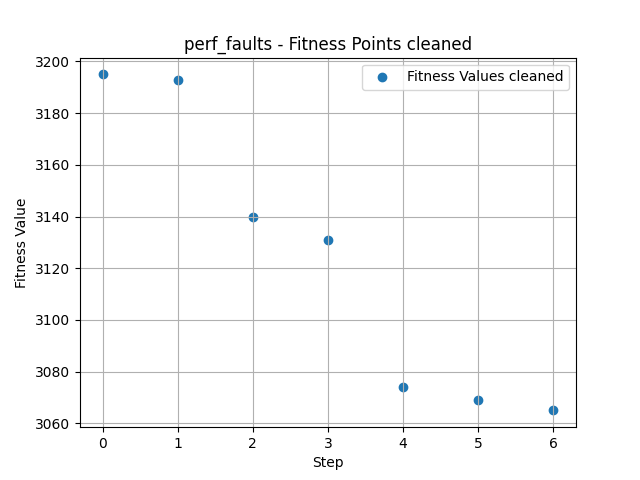 perf_faults - Fitness Points cleaned
Fitness Values cleaned
Fitness Value
3200
3180
3160
3140
3120
3100
3080
3060
0 1 2 3 4 5 6
Step